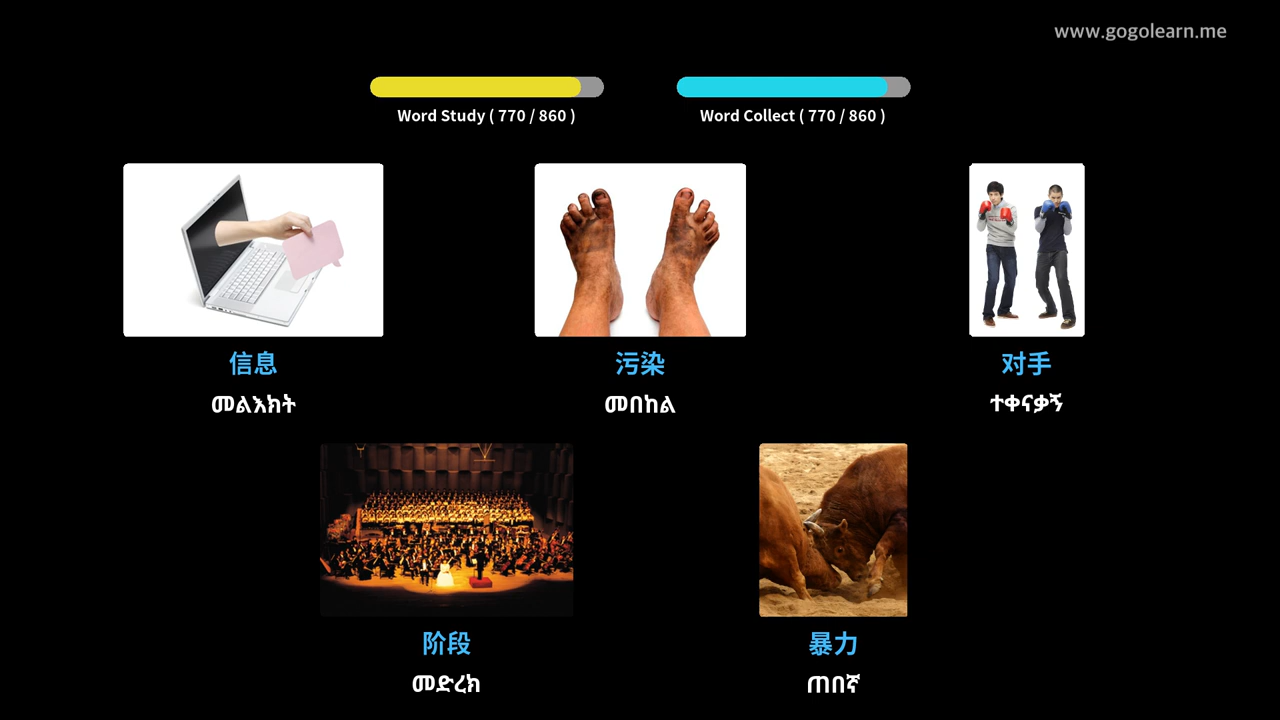 www.gogolearn.me
Word Study ( 770 / 860 )
Word Collect ( 770 / 860 )
信息
መልእክት
污染
መበከል
对手
ተቀናቃኝ
阶段
መድረክ
暴力
ጠበኛ